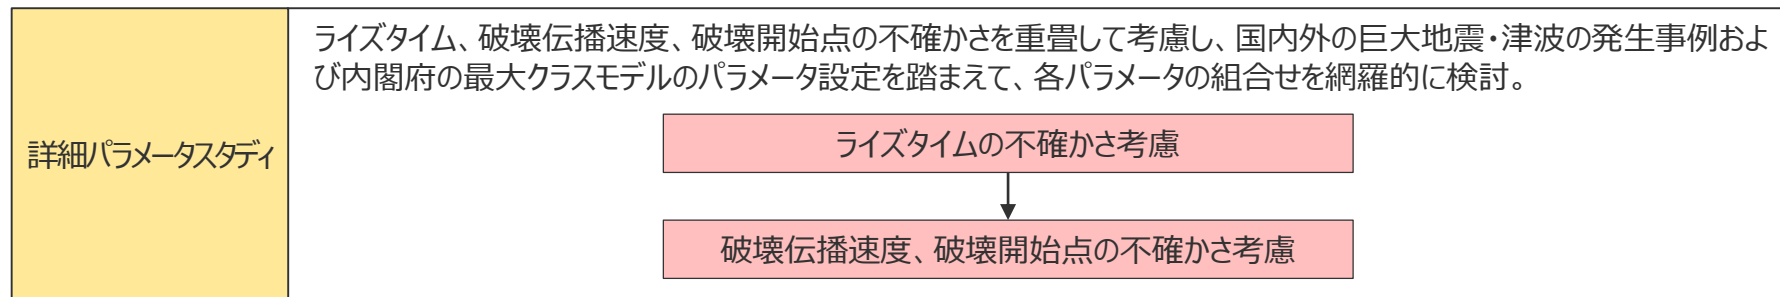 詳細パラメータスタディ
ライズタイム、破壊伝播速度、破壊開始点の不確かさを重畳して考慮し、国内外の巨大地震・津波の発生事例およ
び内閣府の最大クラスモデルのパラメータ設定を踏まえて、各パラメータの組合せを網羅的に検討。
ライズタイムの不確かさ考慮
破壊伝播速度、破壊開始点の不確かさ考慮